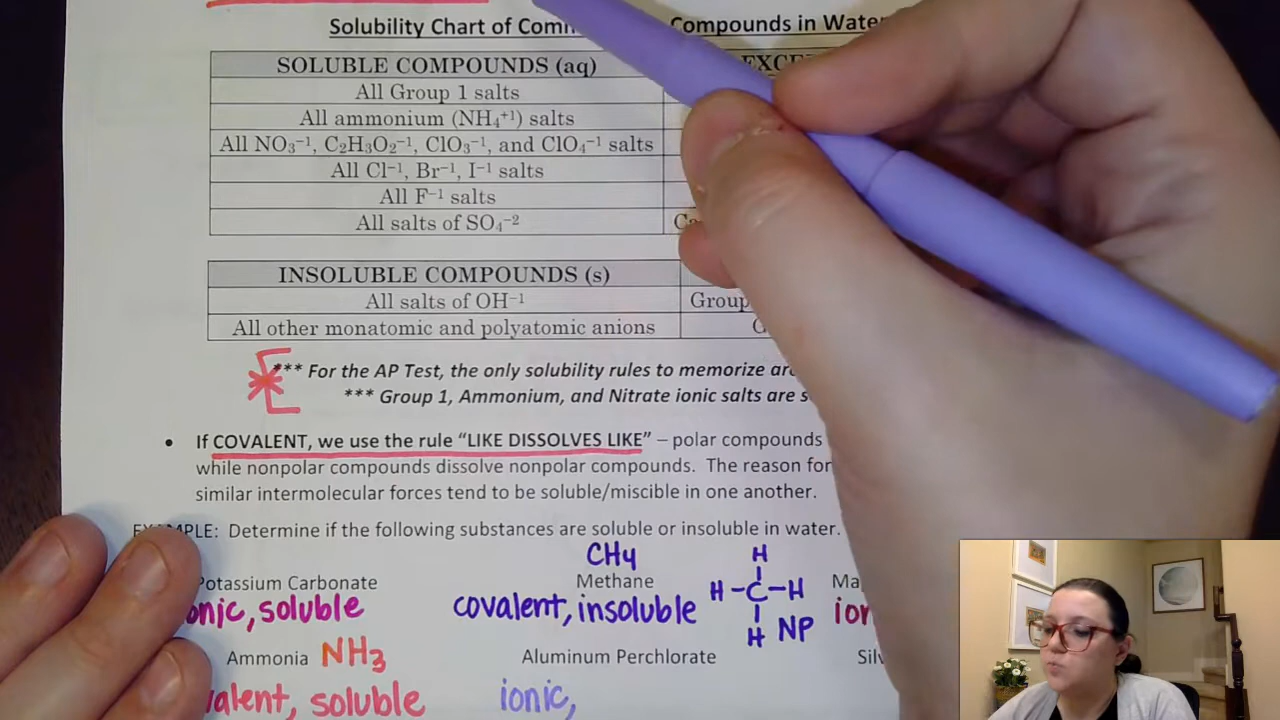 Solubility Chart of Compounds in Water
SOLUBLE COMPOUNDS (aq)
All Group 1 salts
All ammonium (NH₄⁺¹) salts
All NO₃⁻¹, C₂H₃O₂⁻¹, ClO₃⁻¹, and ClO₄⁻¹ salts
All Cl⁻¹, Br⁻¹, I⁻¹ salts
All F⁻¹ salts
All salts of SO₄⁻²
INSOLUBLE COMPOUNDS (s)
All salts of OH⁻¹ Group
All other monatomic and polyatomic anions
*** For the AP Test, the only solubility rules to memorize
*** Group 1, Ammonium, and Nitrate ionic salts are
• If COVALENT, we use the rule “LIKE DISSOLVES LIKE” – polar compounds
while nonpolar compounds dissolve nonpolar compounds. The reason for
similar intermolecular forces tend to be soluble/miscible in one another.
EXAMPLE: Determine if the following substances are soluble or insoluble in water.
CH4 H
Potassium Carbonate Methane H-C-H
soluble covalent, insoluble H NP
Ammonia NH3 Aluminum Perchlorate
soluble ionic,